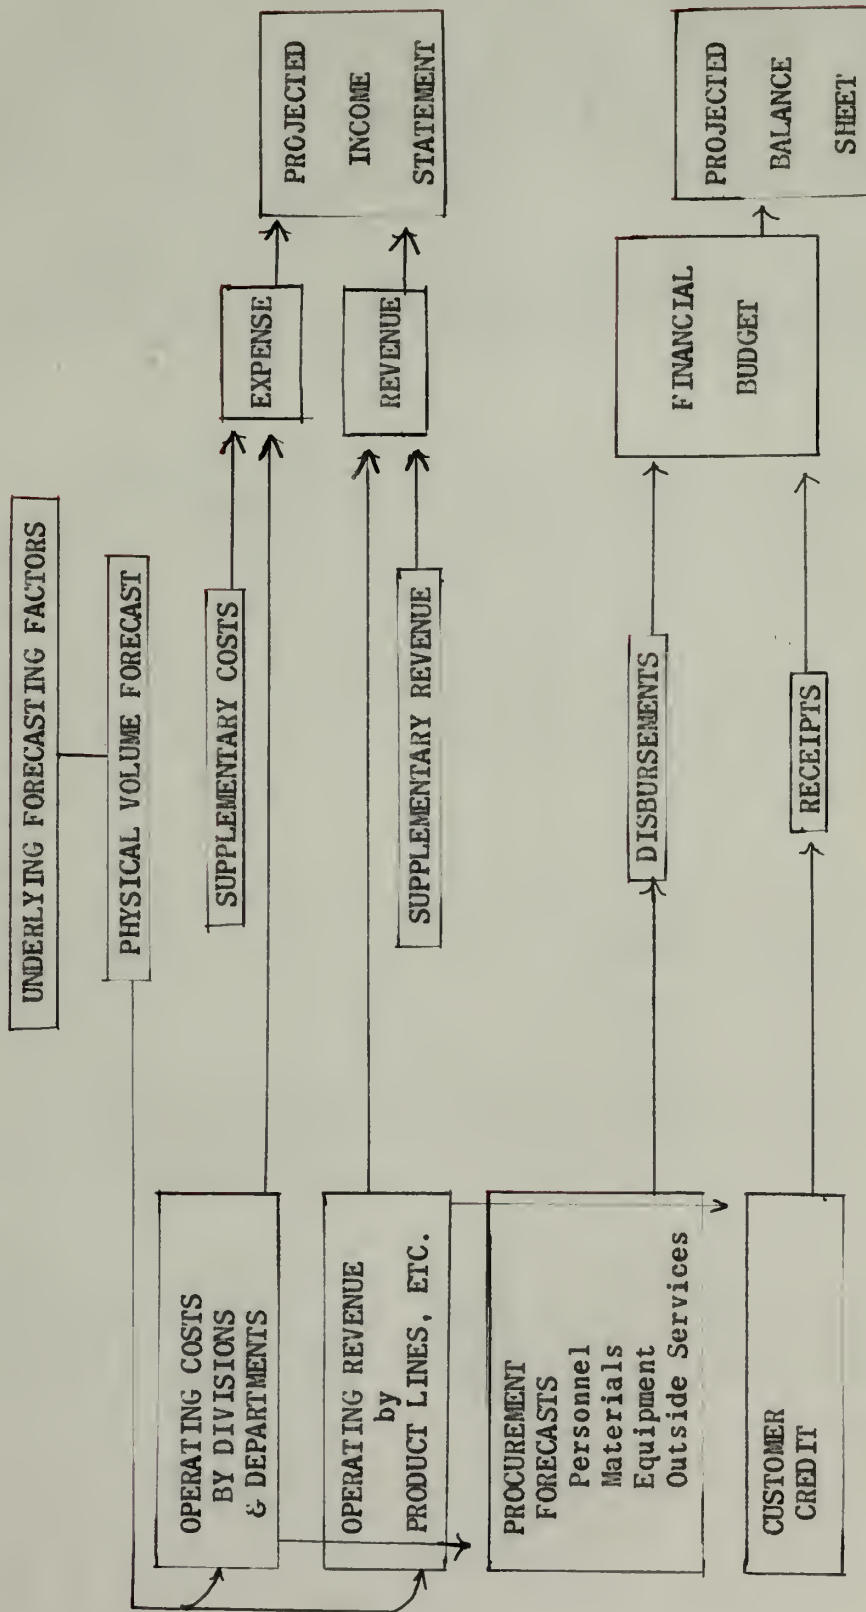 UNDERLYING FORECASTING FACTORS
PHYSICAL VOLUME FORECAST
OPERATING COSTS
BY DIVISIONS
& DEPARTMENTS
SUPPLEMENTARY COSTS
EXPENSE
OPERATING REVENUE
by
PRODUCT LINES, ETC.
SUPPLEMENTARY REVENUE
REVENUE
PROJECTED
INCOME
STATEMENT
PROCUREMENT
FORECASTS
Personnel
Materials
Equipment
Outside Services
DISBURSEMENTS
CUSTOMER
CREDIT
RECEIPTS
FINANCIAL
BUDGET
PROJECTED
BALANCE
SHEET